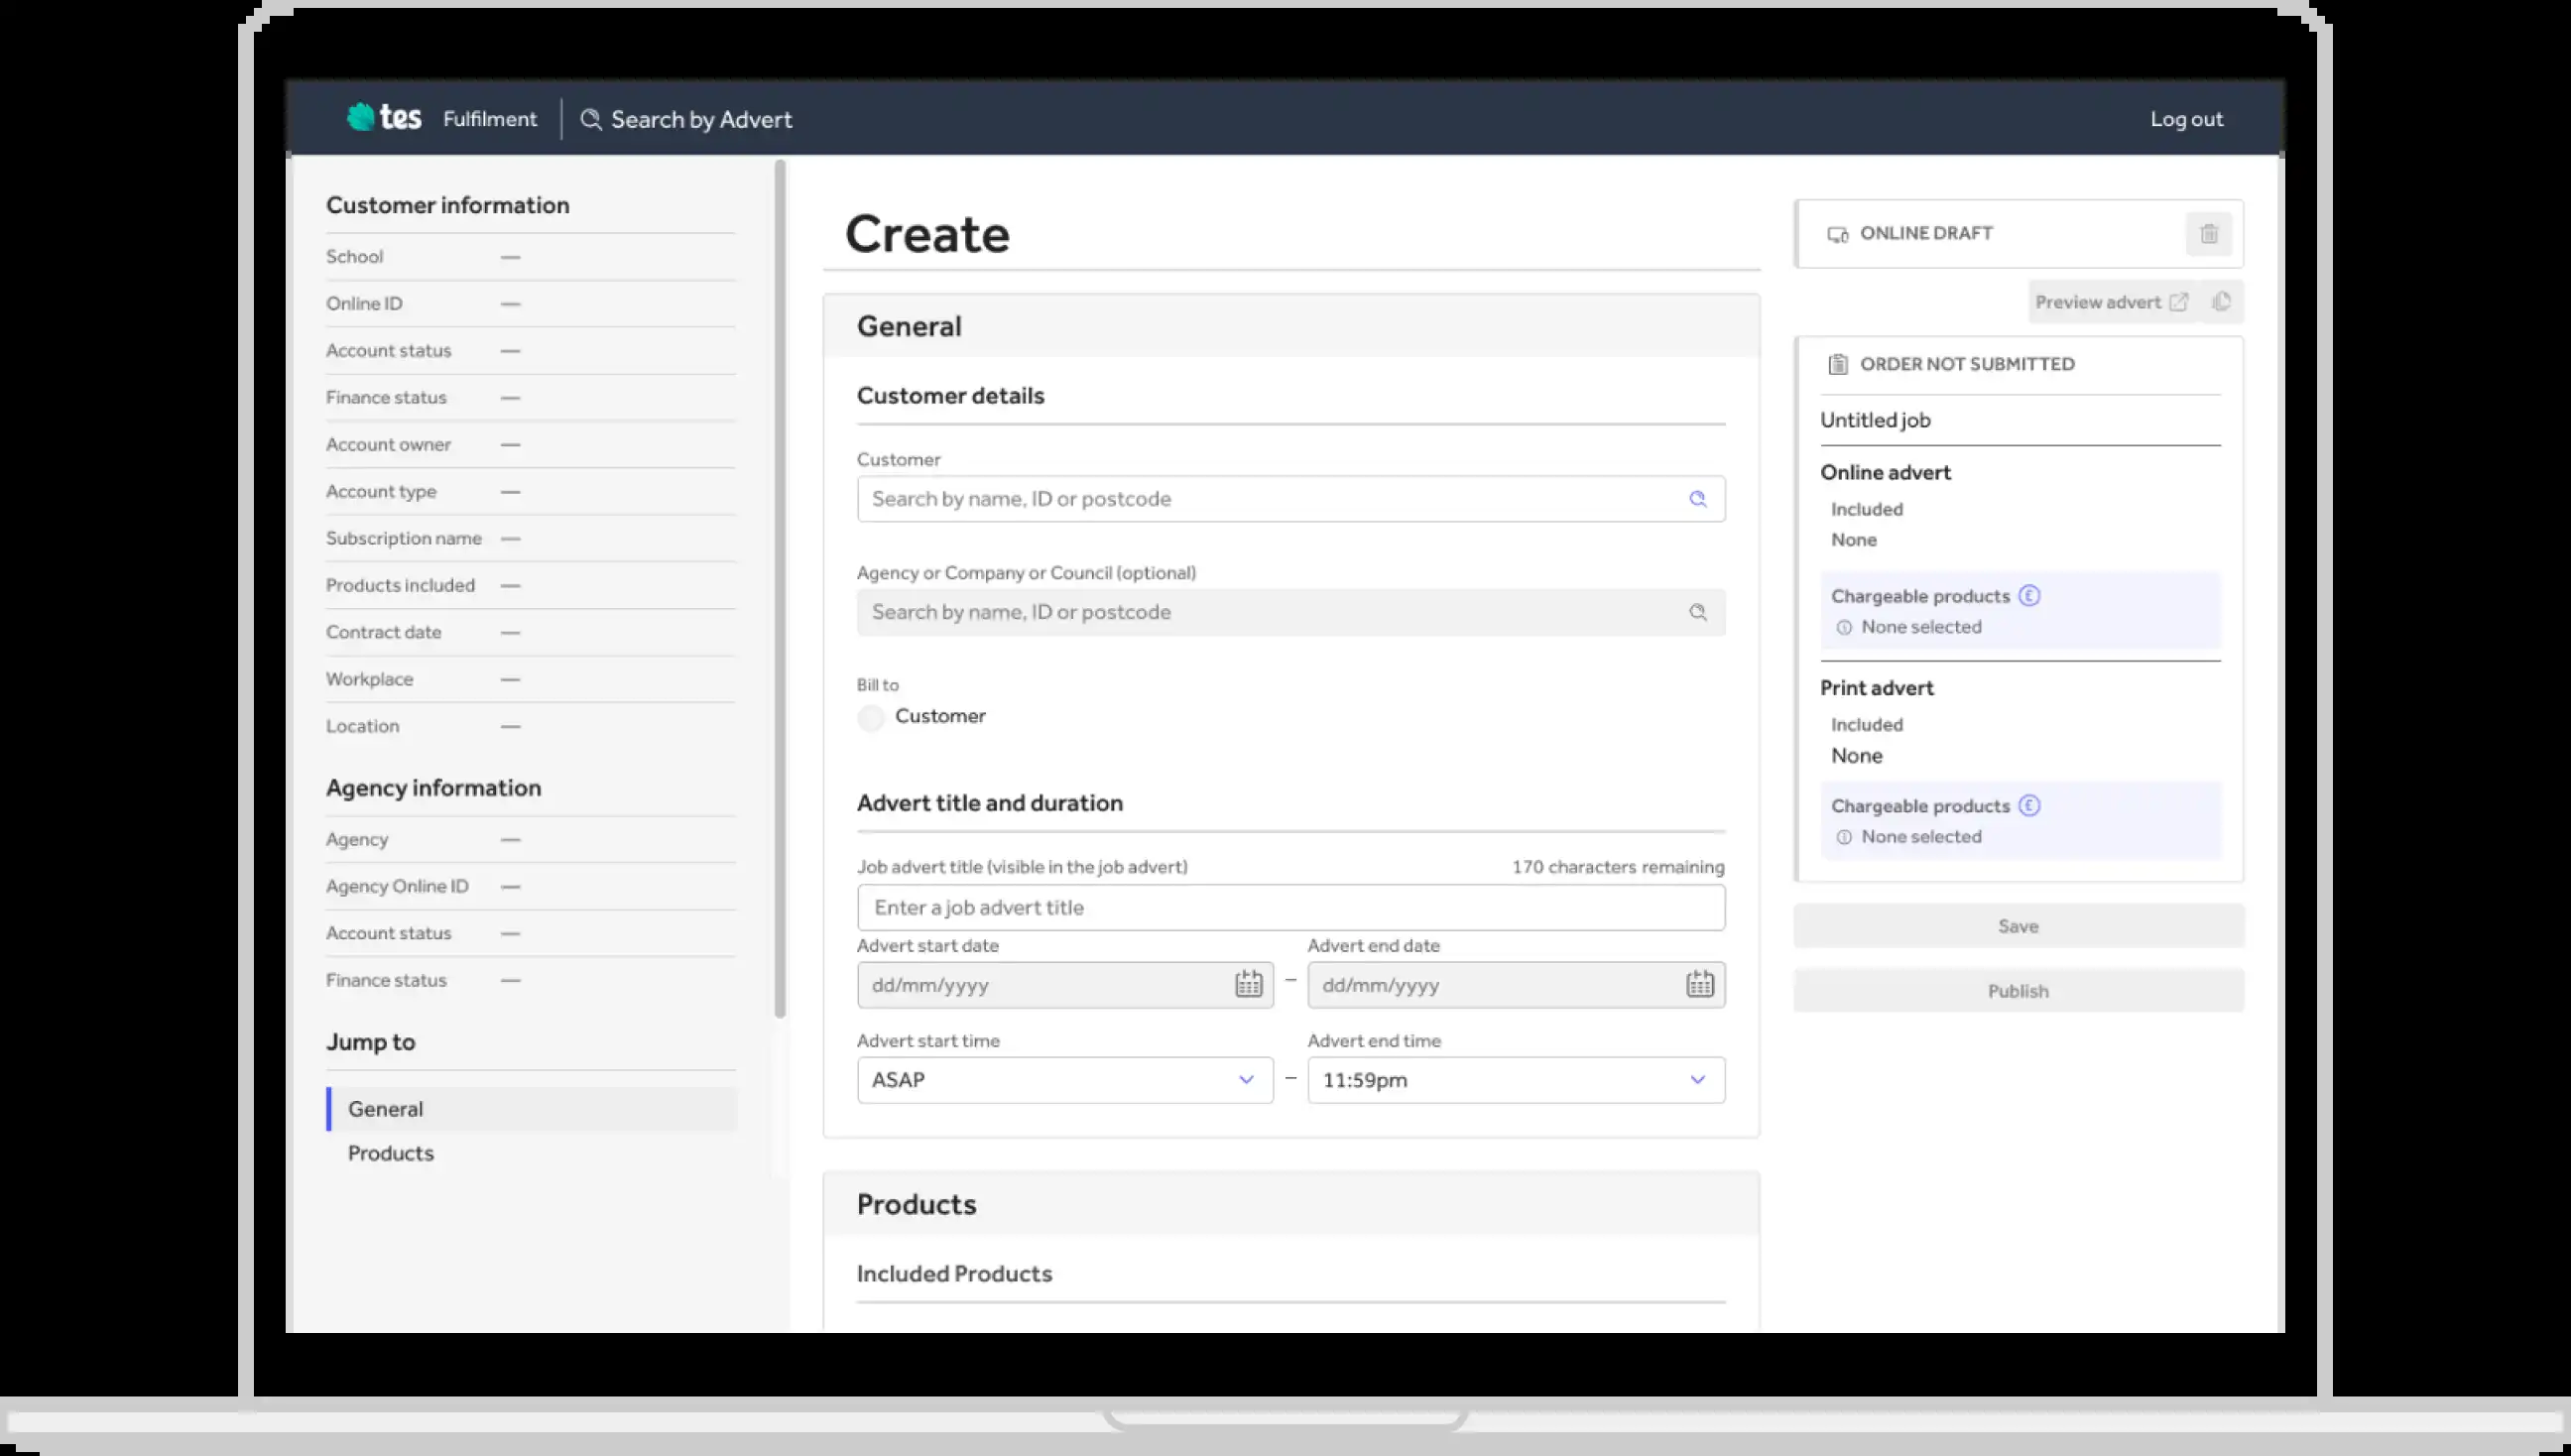 tes Fulfilment Search by Advert Log out
Customer information
School —
Online ID —
Account status —
Finance status —
Account owner —
Account type —
Subscription name —
Products included —
Contract date —
Workplace —
Location —
Agency information
Agency —
Agency Online ID —
Account status —
Finance status —
Jump to
General
Products
Create
General
Customer details
Customer
Search by name, ID or postcode
Agency or Company or Council (optional)
Search by name, ID or postcode
Bill to
Customer
Advert title and duration
Job advert title (visible in the job advert) 170 characters remaining
Enter a job advert title
Advert start date Advert end date
dd/mm/yyyy – dd/mm/yyyy
Advert start time Advert end time
ASAP – 11:59pm
Products
Included Products
ONLINE DRAFT
Preview advert
ORDER NOT SUBMITTED
Untitled job
Online advert
Included
None
Chargeable products £
None selected
Print advert
Included
None
Chargeable products £
None selected
Save
Publish